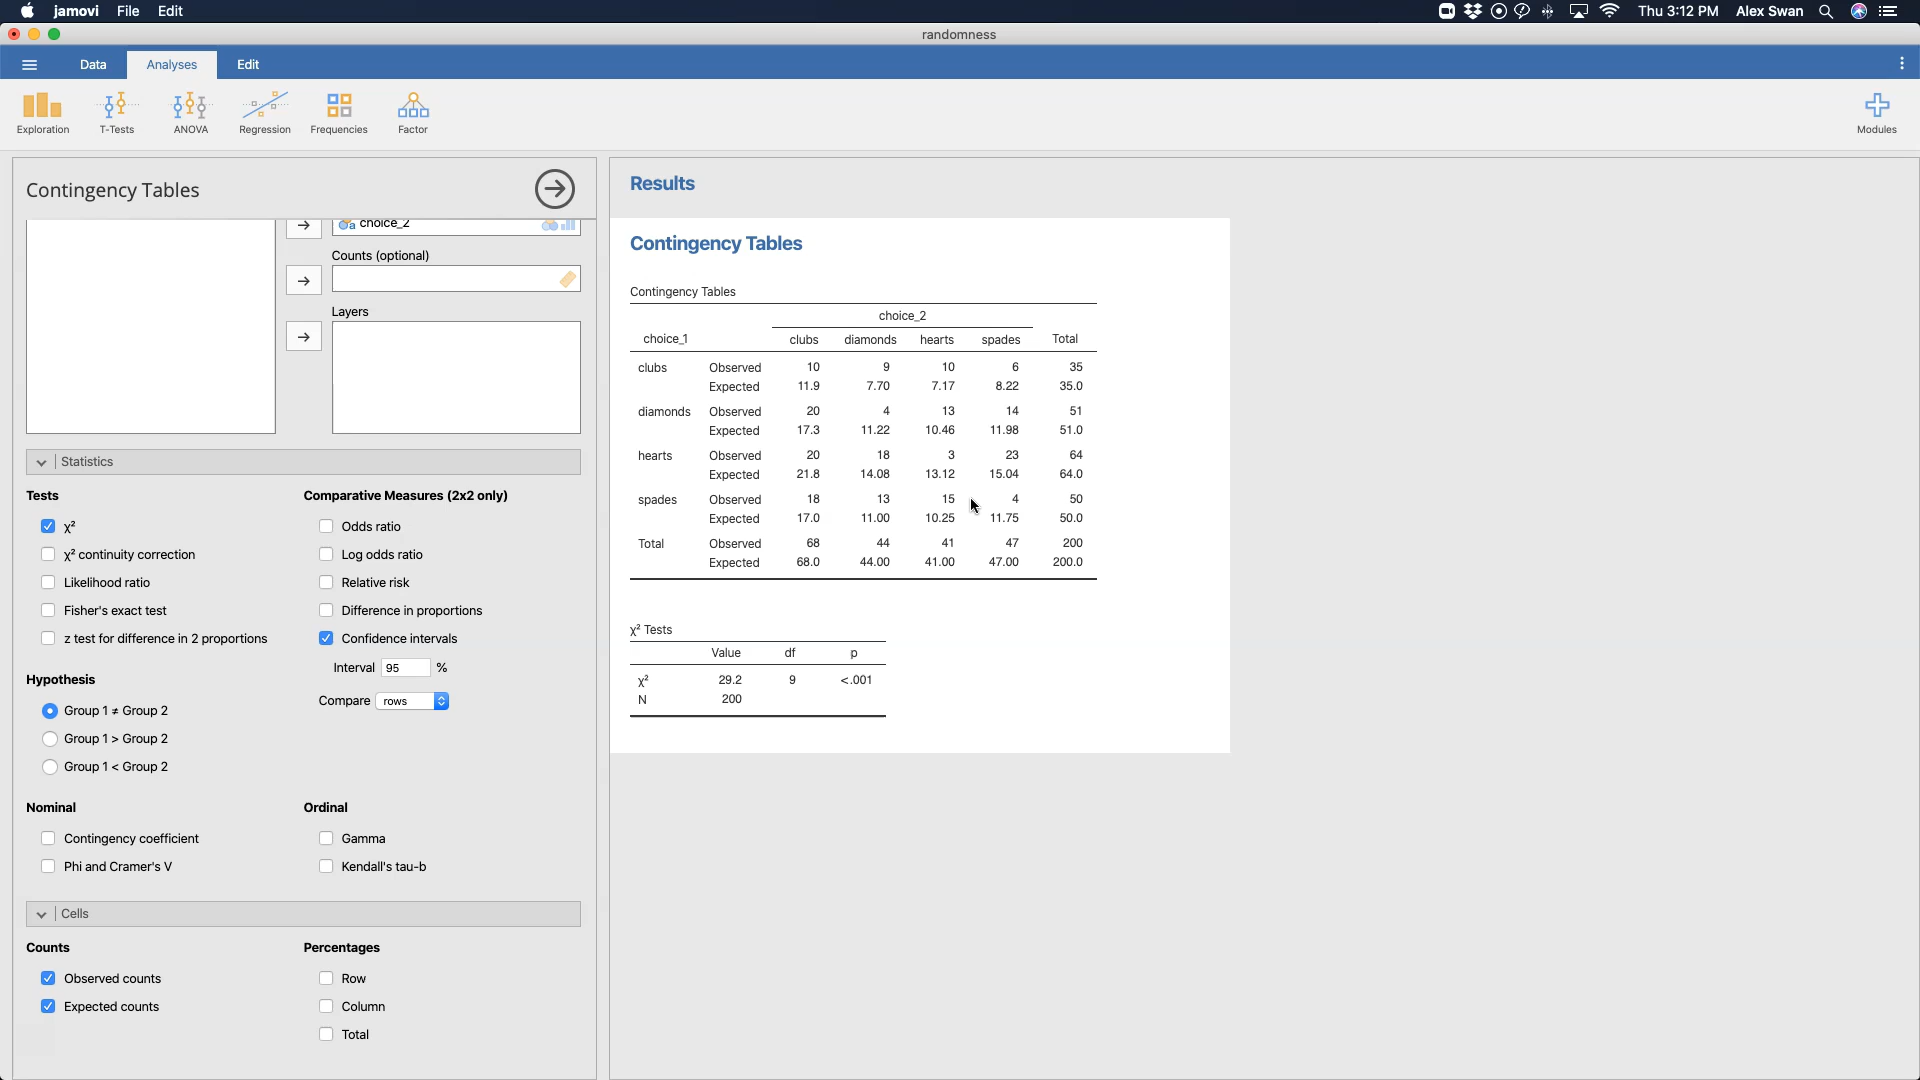 jamovi File Edit Thu 3:12 PM Alex Swan
randomness
Data Analyses Edit
Exploration T-Tests ANOVA Regression Frequencies Factor Modules
Contingency Tables
choice_2
Counts (optional)
Layers
Statistics
Tests Comparative Measures (2x2 only)
χ² Odds ratio
χ² continuity correction Log odds ratio
Likelihood ratio Relative risk
Fisher's exact test Difference in proportions
z test for difference in 2 proportions Confidence intervals
Interval 95 %
Hypothesis
Compare rows
Group 1 ≠ Group 2
Group 1 > Group 2
Group 1 < Group 2
Nominal Ordinal
Contingency coefficient Gamma
Phi and Cramer's V Kendall's tau-b
Cells
Counts Percentages
Observed counts Row
Expected counts Column
Total
Results
Contingency Tables
Contingency Tables
choice_2
choice_1 clubs diamonds hearts spades Total
clubs Observed 10 9 10 6 35
Expected 11.9 7.70 7.17 8.22 35.0
diamonds Observed 20 4 13 14 51
Expected 17.3 11.22 10.46 11.98 51.0
hearts Observed 20 18 3 23 64
Expected 21.8 14.08 13.12 15.04 64.0
spades Observed 18 13 15 4 50
Expected 17.0 11.00 10.25 11.75 50.0
Total Observed 68 44 41 47 200
Expected 68.0 44.00 41.00 47.00 200.0
χ² Tests
Value df p
χ² 29.2 9 <.001
N 200